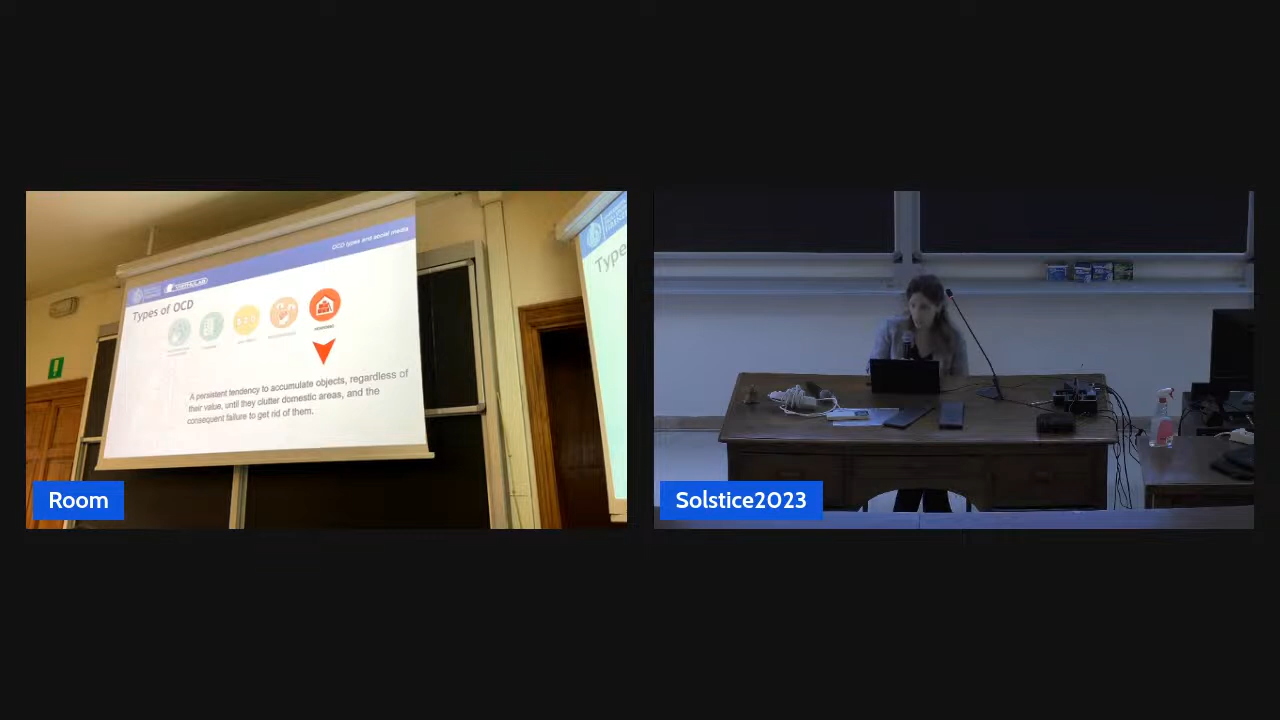 OCD types and social media
Types of OCD
HOARDING
A persistent tendency to accumulate objects, regardless of
their value, until they clutter domestic areas, and the
consequent failure to get rid of them.
Type
Room
Solstice2023